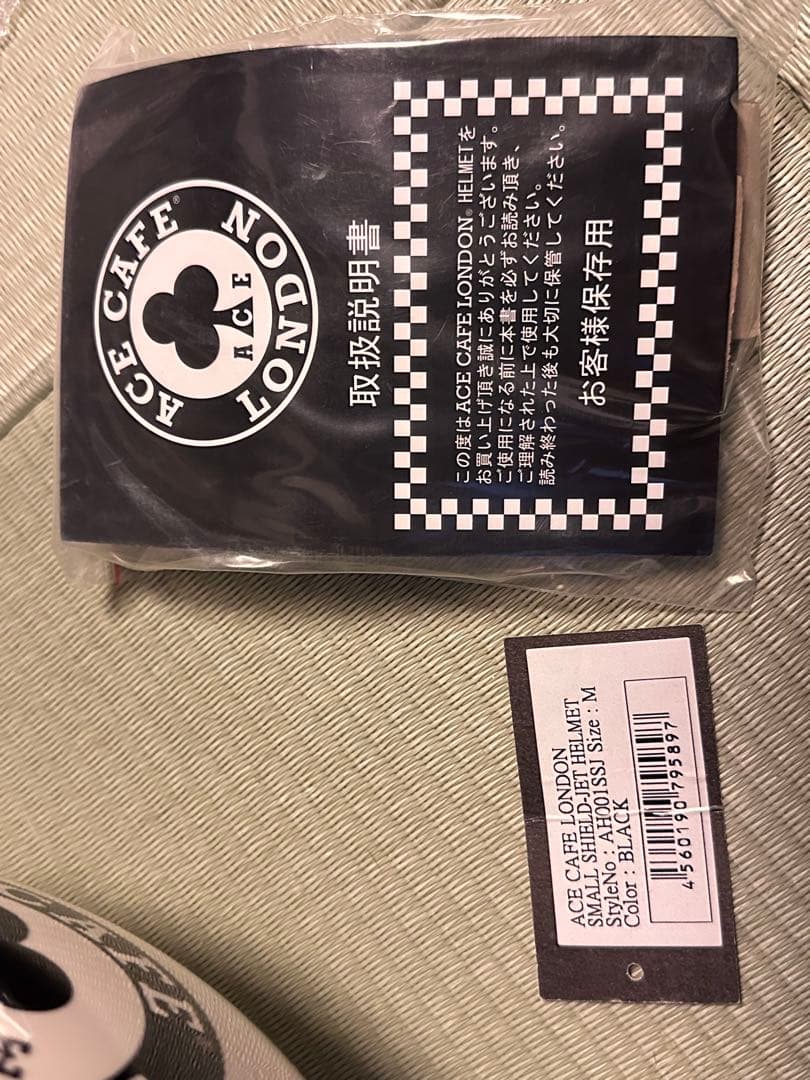 ACE CAFE®
LONDON
ACE
取扱説明書
この度はACE CAFE LONDON® HELMETを
お買い上げ頂き誠にありがとうございます。
ご使用になる前に本書を必ずお読み頂き、
ご理解された上で使用してください。
読み終わった後も大切に保管してください。
お客様保存用
ACE CAFE LONDON
SMALL SHIELD-JET HELMET
StyleNo : AH001SSJ Size : M
Color : BLACK
4 560190 795897